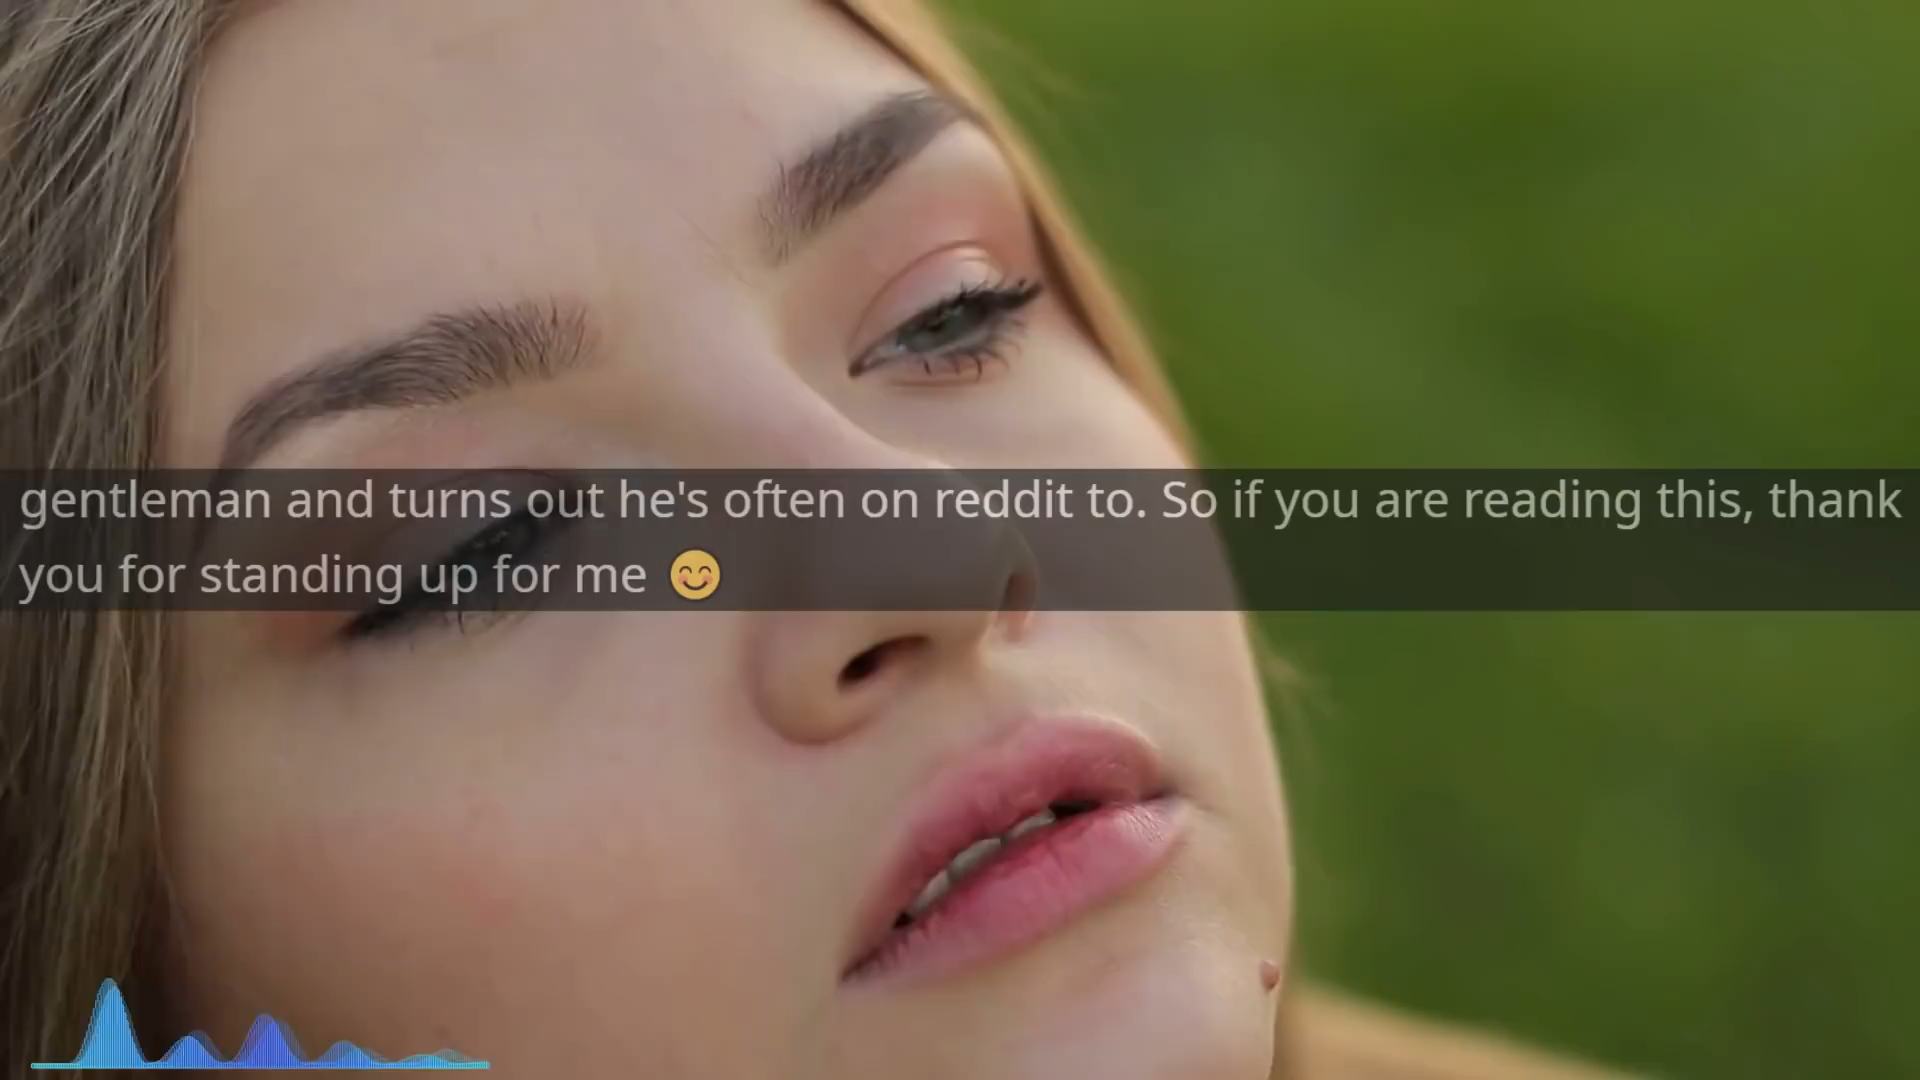 gentleman and turns out he's often on reddit to. So if you are reading this, thank
you for standing up for me 😊